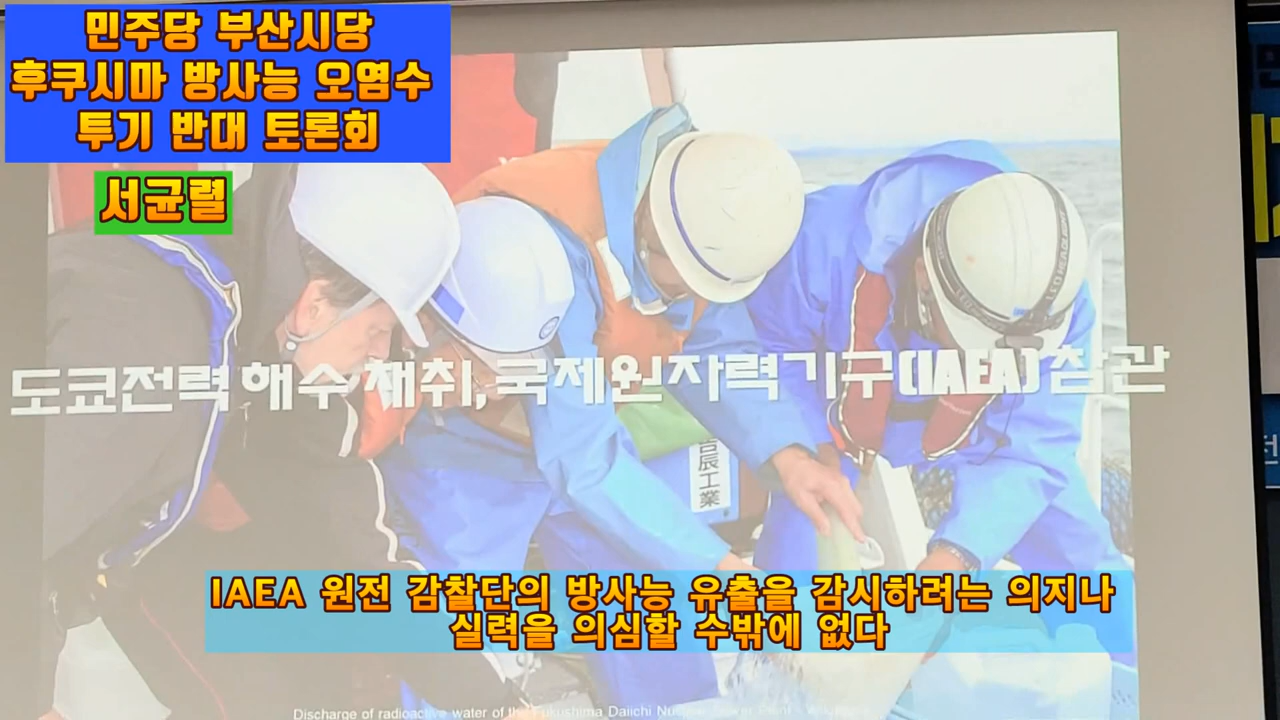 민주당 부산시당
후쿠시마 방사능 오염수
투기 반대 토론회
서균렬
도쿄전력 해수 채취, 국제원자력기구(IAEA) 참관
工業
IAEA 원전 감찰단의 방사능 유출을 감시하려는 의지나
실력을 의심할 수밖에 없다
Discharge of radioactive water of the Fukushima Daiichi Nuclear Power Plant